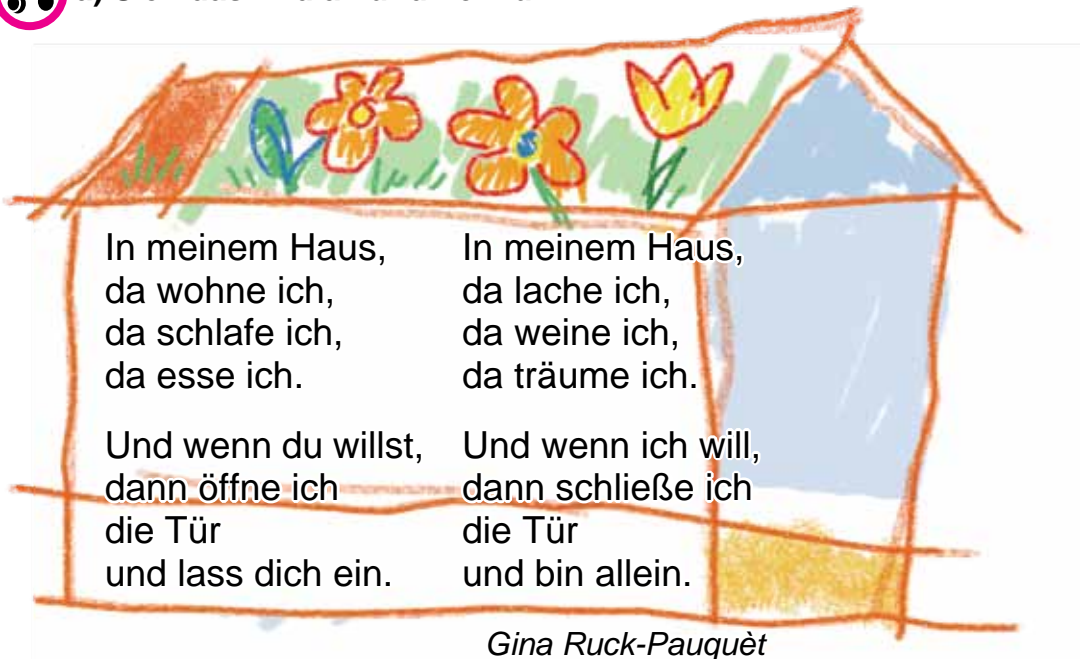 In meinem Haus,
da wohne ich,
da schlafe ich,
da esse ich.
Und wenn du willst,
dann öffne ich
die Tür
und lass dich ein.
In meinem Haus,
da lache ich,
da weine ich,
da träume ich.
Und wenn ich will,
dann schließe ich
die Tür
und bin allein.
Gina Ruck-Pauquèt